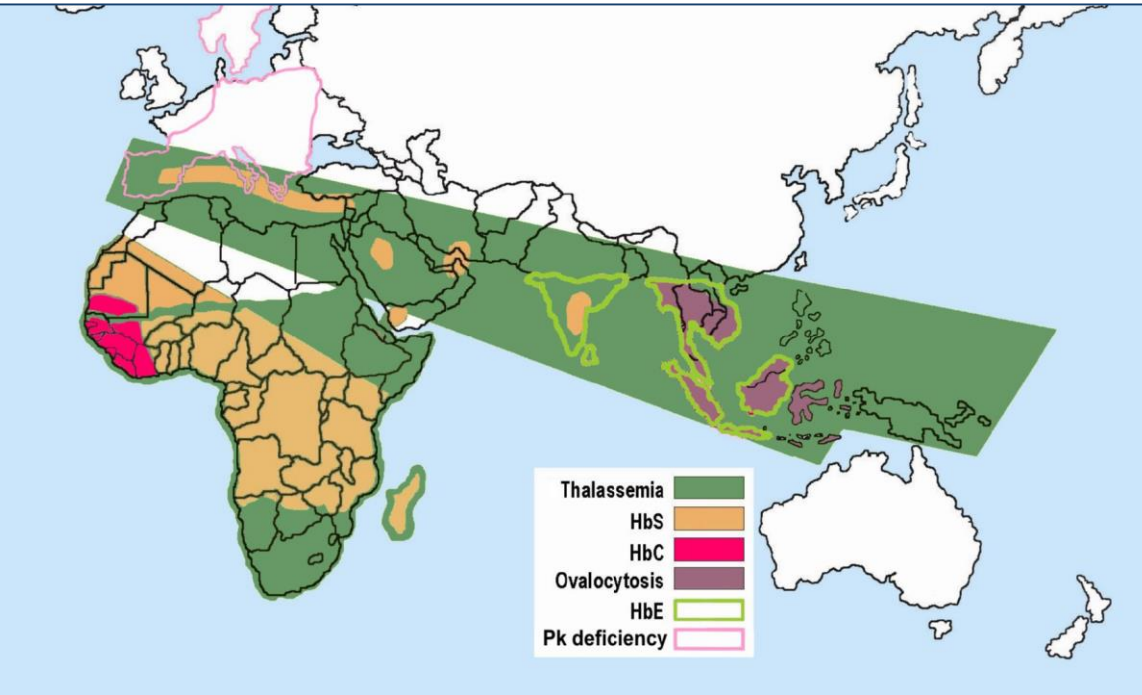 Thalassemia
HbS
HbC
Ovalocytosis
HbE
Pk deficiency